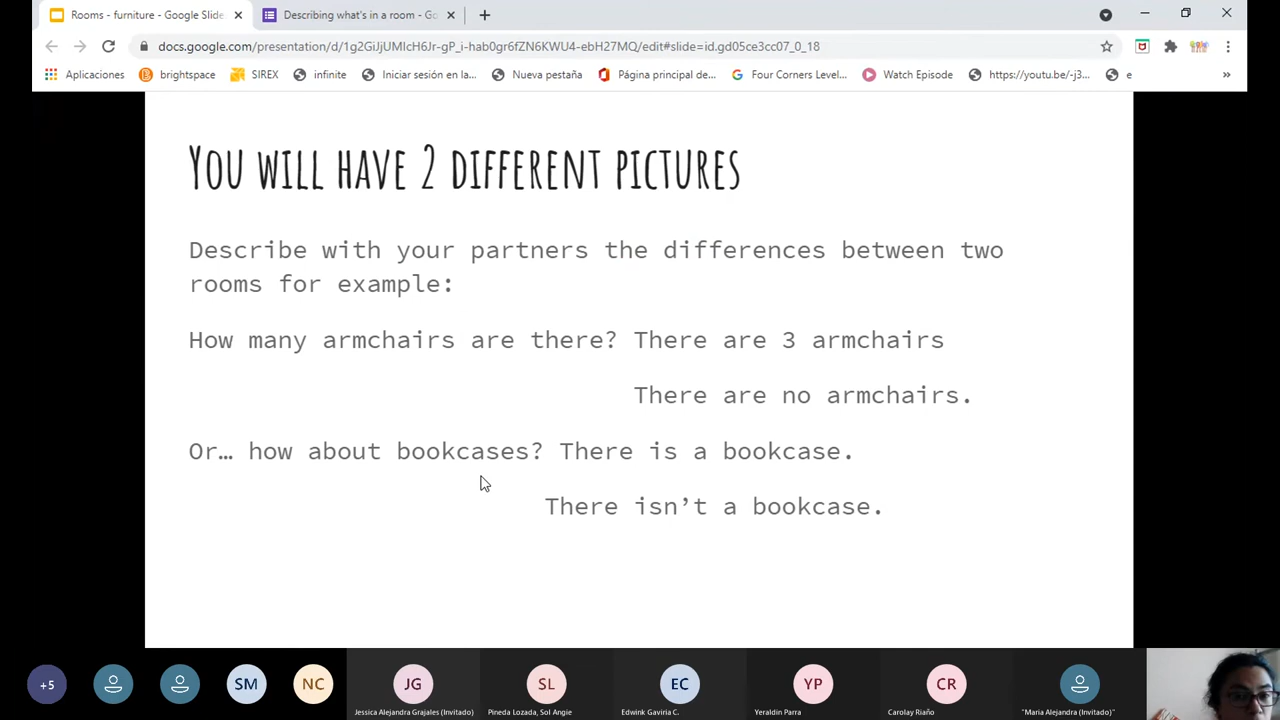 Rooms - furniture - Google Slide
Describing what's in a room - Go
docs.google.com/presentation/d/1g2GiJjUMIcH6Jr-gP_i-hab0gr6fZN6KWU4-ebH27MQ/edit#slide=id.gd05ce3cc07_0_18
Aplicaciones brightspace SIREX infinite Iniciar sesión en la... Nueva pestaña Página principal de... Four Corners Level... Watch Episode https://youtu.be/-j3... e »
You will have 2 different pictures
Describe with your partners the differences between two
rooms for example:
How many armchairs are there? There are 3 armchairs
There are no armchairs.
Or… how about bookcases? There is a bookcase.
There isn’t a bookcase.
+5 SM NC JG SL EC YP CR
Jessica Alejandra Grajales (Invitado) Pineda Lozada, Sol Angie Edwink Gaviria C. Yeraldin Parra Carolay Riaño "Maria Alejandra (Invitado)"